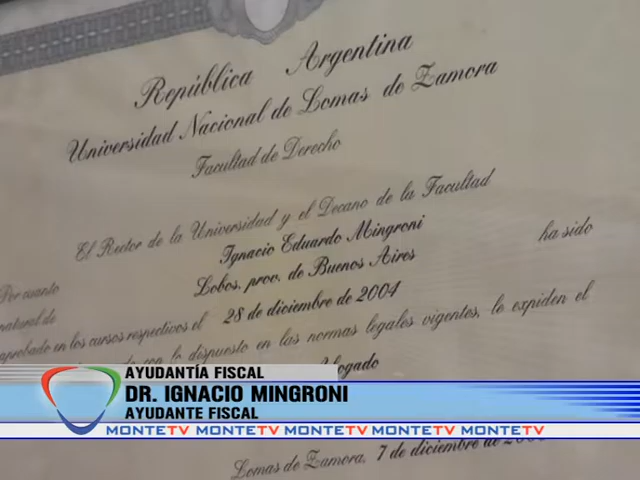 República Argentina
Universidad Nacional de Lomas de Zamora
Facultad de Derecho
El Rector de la Universidad y el Decano de la Facultad
Por cuanto Ignacio Eduardo Mingroni ha sido
natural de Lobos, prov. de Buenos Aires
aprobado en los cursos respectivos el 28 de diciembre de 2004
con lo dispuesto en las normas legales vigentes, le expiden el
AYUDANTÍA FISCAL
DR. IGNACIO MINGRONI
AYUDANTE FISCAL
MONTETV MONTETV MONTETV MONTETV MONTETV
Lomas de Zamora, 7 de diciembre de